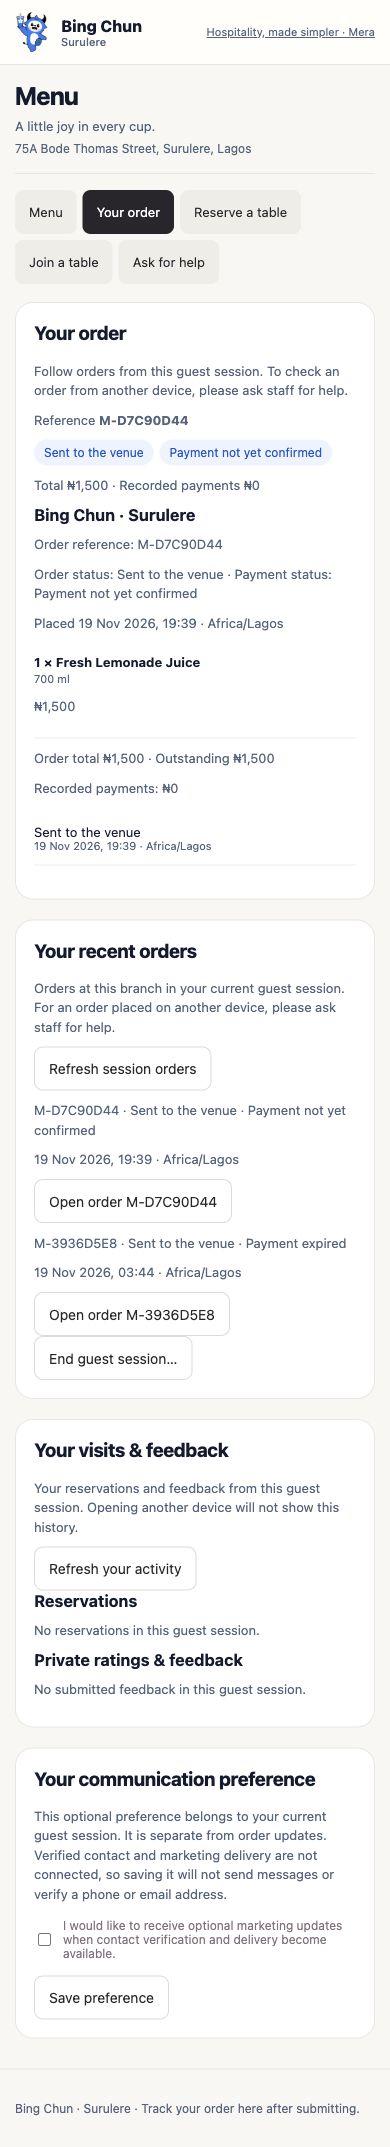 Bing Chun
Surulere
Hospitality, made simpler · Mera
Menu
A little joy in every cup.
75A Bode Thomas Street, Surulere, Lagos
Menu
Your order
Reserve a table
Join a table
Ask for help
Your order
Follow orders from this guest session. To check an
order from another device, please ask staff for help.
Reference M-D7C90D44
Sent to the venue
Payment not yet confirmed
Total ₦1,500 · Recorded payments ₦0
Bing Chun · Surulere
Order reference: M-D7C90D44
Order status: Sent to the venue · Payment status:
Payment not yet confirmed
Placed 19 Nov 2026, 19:39 · Africa/Lagos
1 × Fresh Lemonade Juice
700 ml
₦1,500
Order total ₦1,500 · Outstanding ₦1,500
Recorded payments: ₦0
Sent to the venue
19 Nov 2026, 19:39 · Africa/Lagos
Your recent orders
Orders at this branch in your current guest session.
For an order placed on another device, please ask
staff for help.
Refresh session orders
M-D7C90D44 · Sent to the venue · Payment not yet
confirmed
19 Nov 2026, 19:39 · Africa/Lagos
Open order M-D7C90D44
M-3936D5E8 · Sent to the venue · Payment expired
19 Nov 2026, 03:44 · Africa/Lagos
Open order M-3936D5E8
End guest session...
Your visits & feedback
Your reservations and feedback from this guest
session. Opening another device will not show this
history.
Refresh your activity
Reservations
No reservations in this guest session.
Private ratings & feedback
No submitted feedback in this guest session.
Your communication preference
This optional preference belongs to your current
guest session. It is separate from order updates.
Verified contact and marketing delivery are not
connected, so saving it will not send messages or
verify a phone or email address.
I would like to receive optional marketing updates
when contact verification and delivery become
available.
Save preference
Bing Chun · Surulere · Track your order here after submitting.